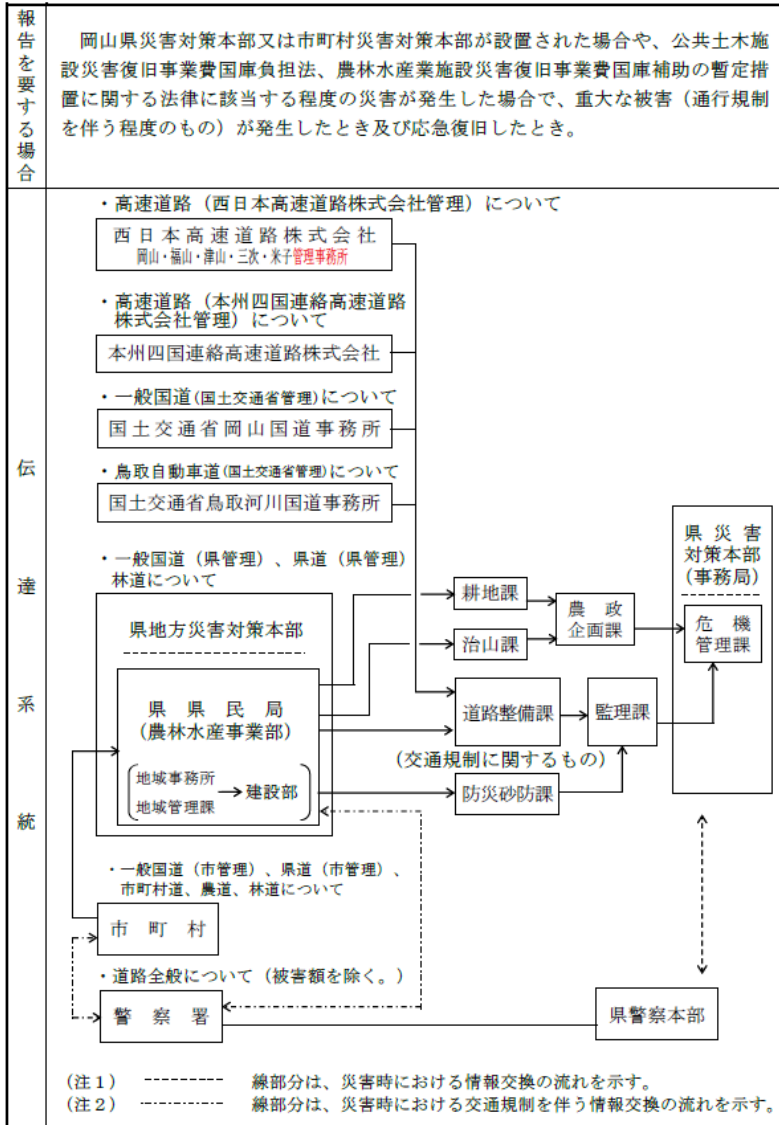 報告を要する場合
岡山県災害対策本部又は市町村災害対策本部が設置された場合や、公共土木施
設災害復旧事業費国庫負担法、農林水産業施設災害復旧事業費国庫補助の暫定措
置に関する法律に該当する程度の災害が発生した場合で、重大な被害（通行規制
を伴う程度のもの）が発生したとき及び応急復旧したとき。
伝達系統
・高速道路（西日本高速道路株式会社管理）について
西日本高速道路株式会社
岡山・福山・津山・三次・米子管理事務所
・高速道路（本州四国連絡高速道路
株式会社管理）について
本州四国連絡高速道路株式会社
・一般国道(国土交通省管理)について
国土交通省岡山国道事務所
・鳥取自動車道(国土交通省管理)について
国土交通省鳥取河川国道事務所
・一般国道（県管理）、県道（県管理）
林道について
県地方災害対策本部
県県民局
(農林水産事業部)
地域事務所
地域管理課
建設部
耕地課
治山課
農政
企画課
道路整備課
監理課
(交通規制に関するもの)
防災砂防課
県災害
対策本部
(事務局)
危機
管理課
・一般国道（市管理）、県道（市管理）、
市町村道、農道、林道について
市町村
・道路全般について（被害額を除く。）
警察署
県警察本部
(注１) 線部分は、災害時における情報交換の流れを示す。
(注２) 線部分は、災害時における交通規制を伴う情報交換の流れを示す。